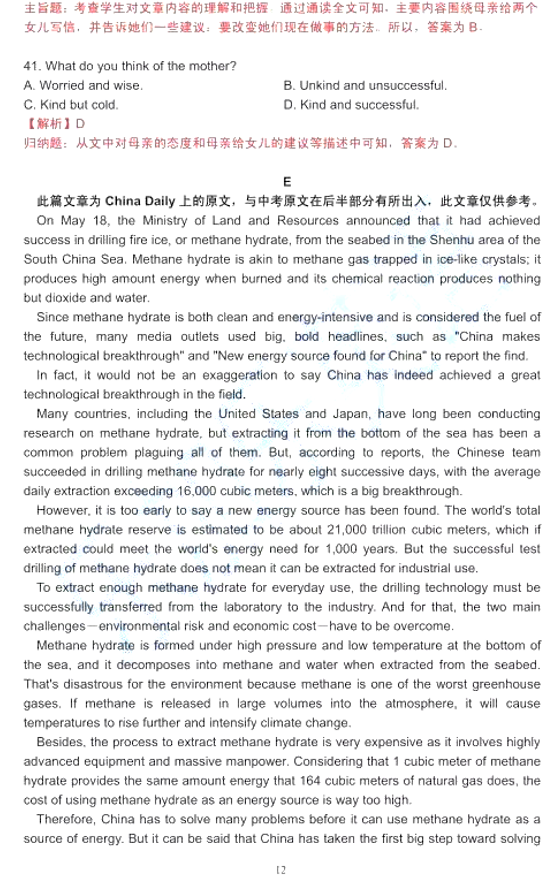 主旨题：考查学生对文章内容的理解和把握 通过通读全文可知，主要内容围绕母亲给两个
女儿写信，并告诉她们一些建议：要改变她们现在做事的方法。所以，答案为 B.
41. What do you think of the mother?
A. Worried and wise. B. Unkind and unsuccessful.
C. Kind but cold. D. Kind and successful.
【解析】D
归纳题：从文中对母亲的态度和母亲给女儿的建议等描述中可知，答案为 D.
E
此篇文章为 China Daily 上的原文，与中考原文在后半部分有所出入，此文章仅供参考。
On May 18, the Ministry of Land and Resources announced that it had achieved
success in drilling fire ice, or methane hydrate, from the seabed in the Shenhu area of the
South China Sea. Methane hydrate is akin to methane gas trapped in ice-like crystals; it
produces high amount energy when burned and its chemical reaction produces nothing
but dioxide and water.
Since methane hydrate is both clean and energy-intensive and is considered the fuel of
the future, many media outlets used big, bold headlines, such as "China makes
technological breakthrough" and "New energy source found for China" to report the find.
In fact, it would not be an exaggeration to say China has indeed achieved a great
technological breakthrough in the field.
Many countries, including the United States and Japan, have long been conducting
research on methane hydrate, but extracting it from the bottom of the sea has been a
common problem plaguing all of them. But, according to reports, the Chinese team
succeeded in drilling methane hydrate for nearly eight successive days, with the average
daily extraction exceeding 16,000 cubic meters, which is a big breakthrough.
However, it is too early to say a new energy source has been found. The world's total
methane hydrate reserve is estimated to be about 21,000 trillion cubic meters, which if
extracted could meet the world's energy need for 1,000 years. But the successful test
drilling of methane hydrate does not mean it can be extracted for industrial use.
To extract enough methane hydrate for everyday use, the drilling technology must be
successfully transferred from the laboratory to the industry. And for that, the two main
challenges—environmental risk and economic cost—have to be overcome.
Methane hydrate is formed under high pressure and low temperature at the bottom of
the sea, and it decomposes into methane and water when extracted from the seabed.
That's disastrous for the environment because methane is one of the worst greenhouse
gases. If methane is released in large volumes into the atmosphere, it will cause
temperatures to rise further and intensify climate change.
Besides, the process to extract methane hydrate is very expensive as it involves highly
advanced equipment and massive manpower. Considering that 1 cubic meter of methane
hydrate provides the same amount energy that 164 cubic meters of natural gas does, the
cost of using methane hydrate as an energy source is way too high.
Therefore, China has to solve many problems before it can use methane hydrate as a
source of energy. But it can be said that China has taken the first big step toward solving
12